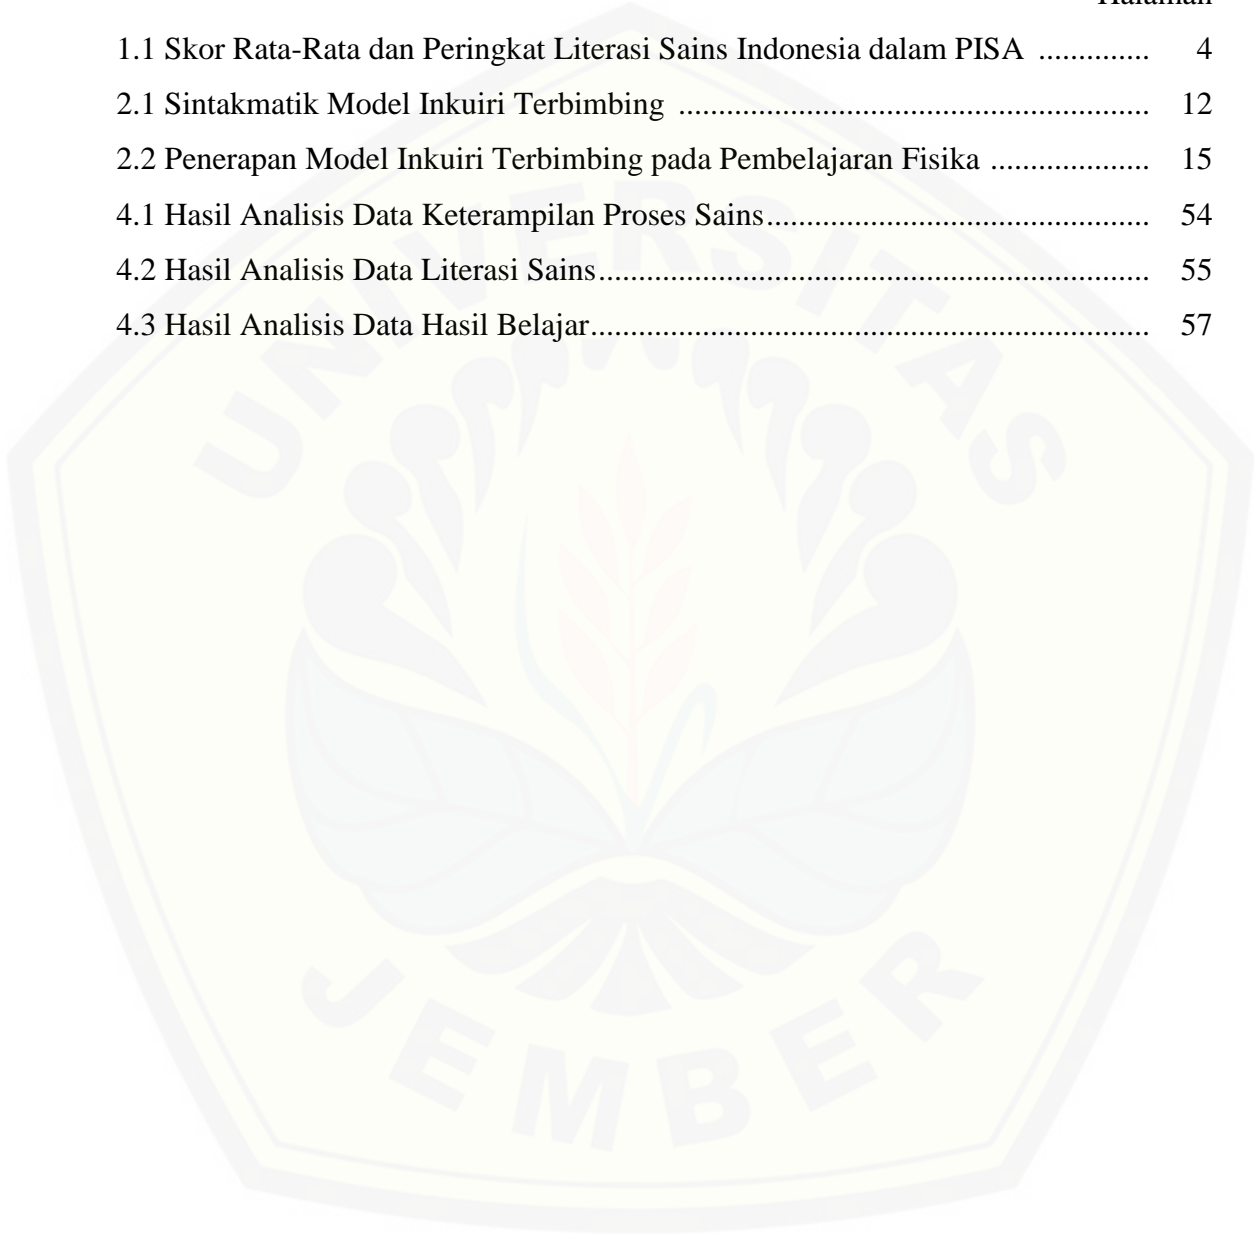 Halaman
1.1 Skor Rata-Rata dan Peringkat Literasi Sains Indonesia dalam PISA .............. 4
2.1 Sintakmatik Model Inkuiri Terbimbing ........................................................... 12
2.2 Penerapan Model Inkuiri Terbimbing pada Pembelajaran Fisika .................... 15
4.1 Hasil Analisis Data Keterampilan Proses Sains................................................ 54
4.2 Hasil Analisis Data Literasi Sains..................................................................... 55
4.3 Hasil Analisis Data Hasil Belajar...................................................................... 57
UNIVERSITAS
JEMBER